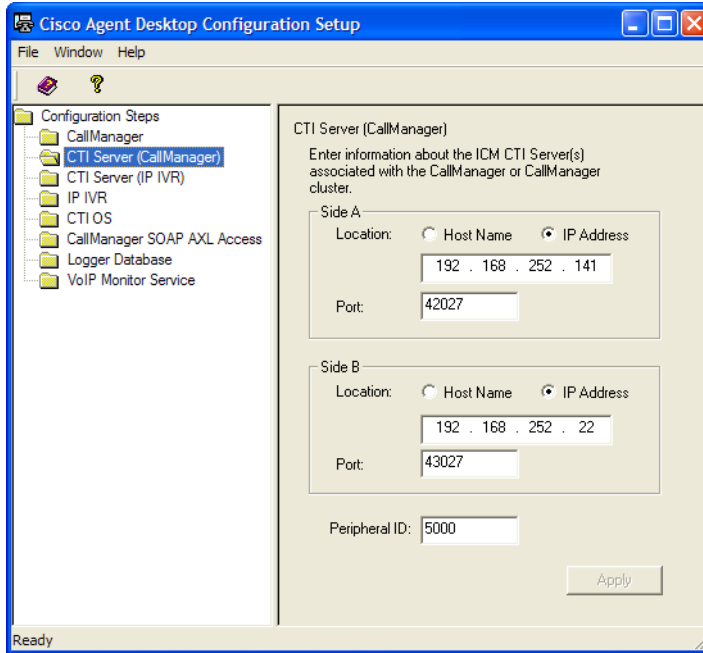 Cisco Agent Desktop Configuration Setup
File Window Help
Configuration Steps
CallManager
CTI Server (CallManager)
CTI Server (IP IVR)
IP IVR
CTI OS
CallManager SOAP AXL Access
Logger Database
VoIP Monitor Service
CTI Server (CallManager)
Enter information about the ICM CTI Server(s)
associated with the CallManager or CallManager
cluster.
Side A
Location: Host Name IP Address
192 . 168 . 252 . 141
Port: 42027
Side B
Location: Host Name IP Address
192 . 168 . 252 . 22
Port: 43027
Peripheral ID: 5000
Apply
Ready